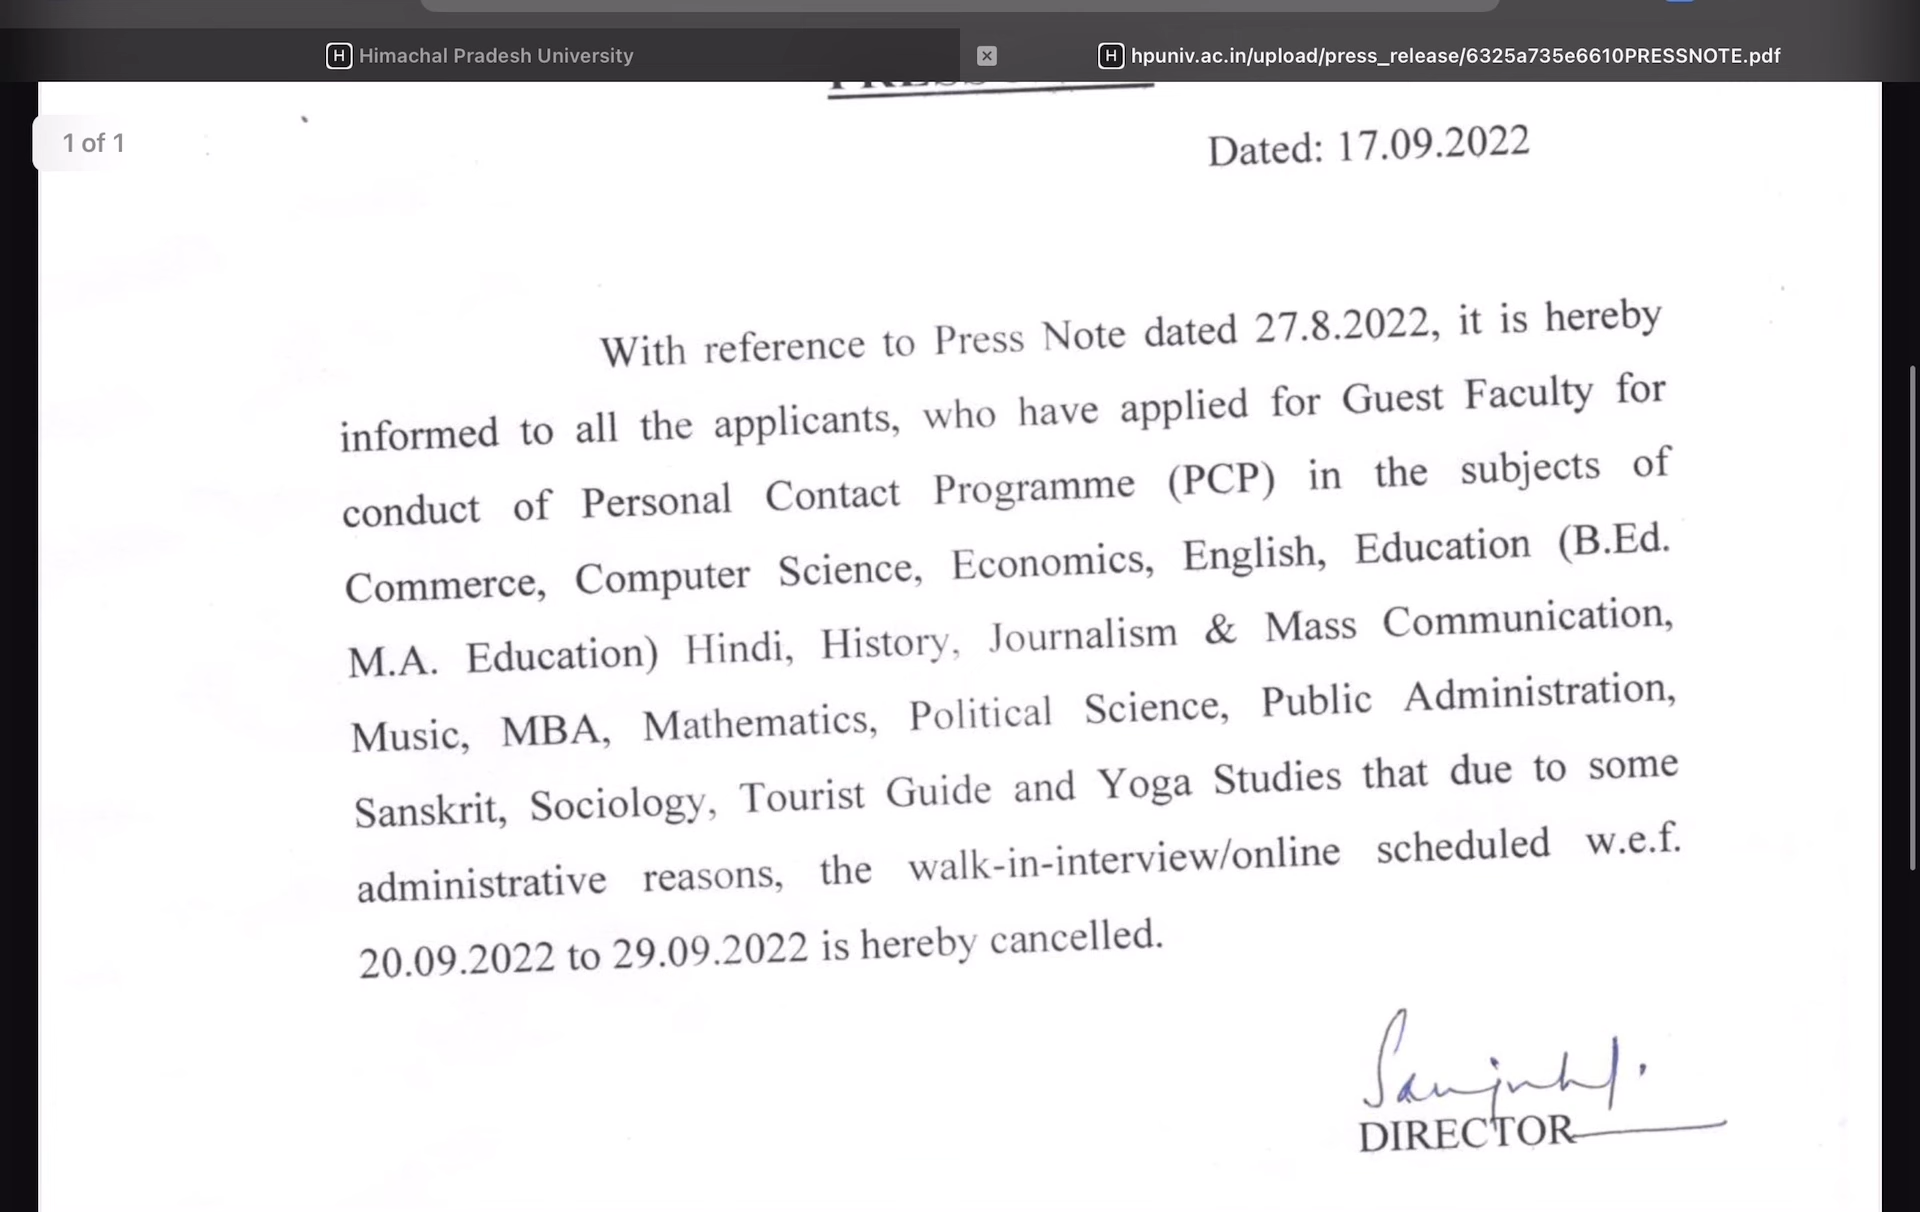 Himachal Pradesh University
hpuniv.ac.in/upload/press_release/6325a735e6610PRESSNOTE.pdf
1 of 1
Dated: 17.09.2022
With reference to Press Note dated 27.8.2022, it is hereby
informed to all the applicants, who have applied for Guest Faculty for
conduct of Personal Contact Programme (PCP) in the subjects of
Commerce, Computer Science, Economics, English, Education (B.Ed.
M.A. Education) Hindi, History, Journalism & Mass Communication,
Music, MBA, Mathematics, Political Science, Public Administration,
Sanskrit, Sociology, Tourist Guide and Yoga Studies that due to some
administrative reasons, the walk-in-interview/online scheduled w.e.f.
20.09.2022 to 29.09.2022 is hereby cancelled.
DIRECTOR